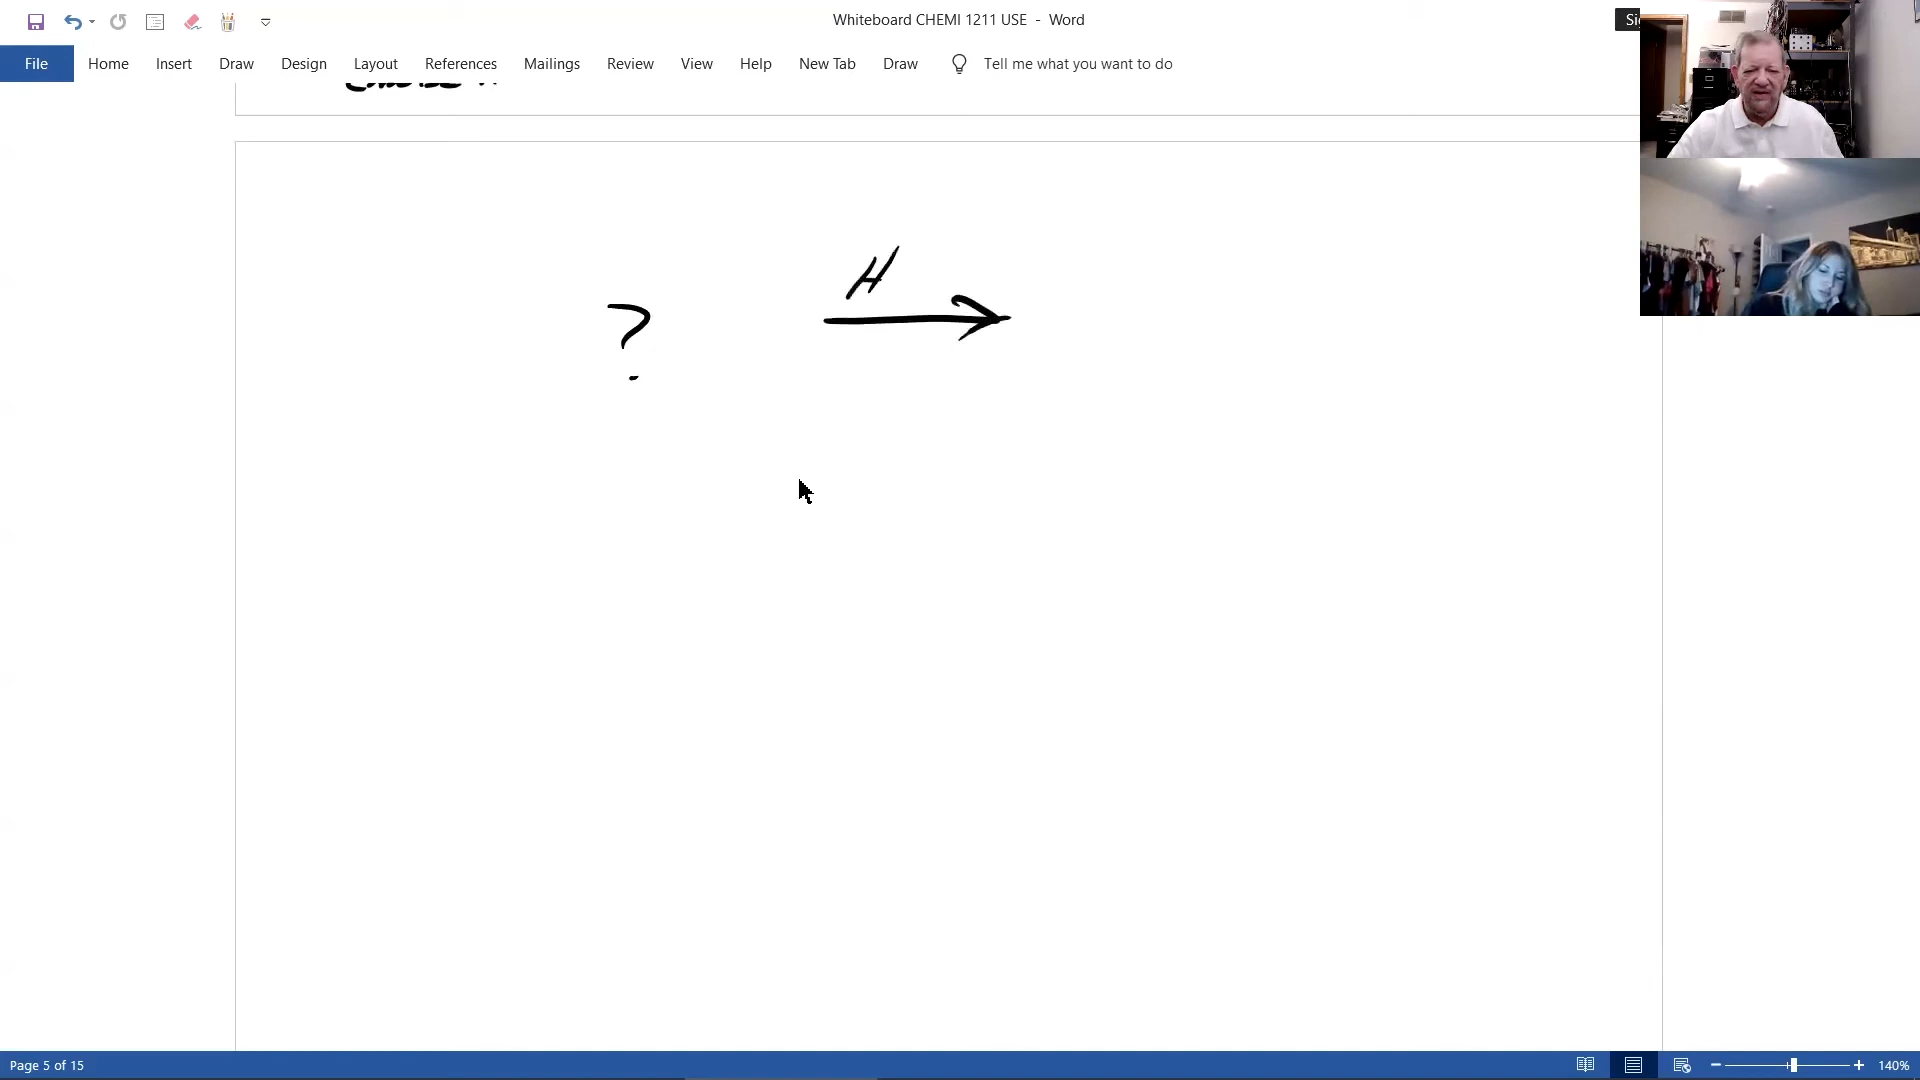 Whiteboard CHEMI 1211 USE - Word
File Home Insert Draw Design Layout References Mailings Review View Help New Tab Draw Tell me what you want to do
H
?
Page 5 of 15
140%